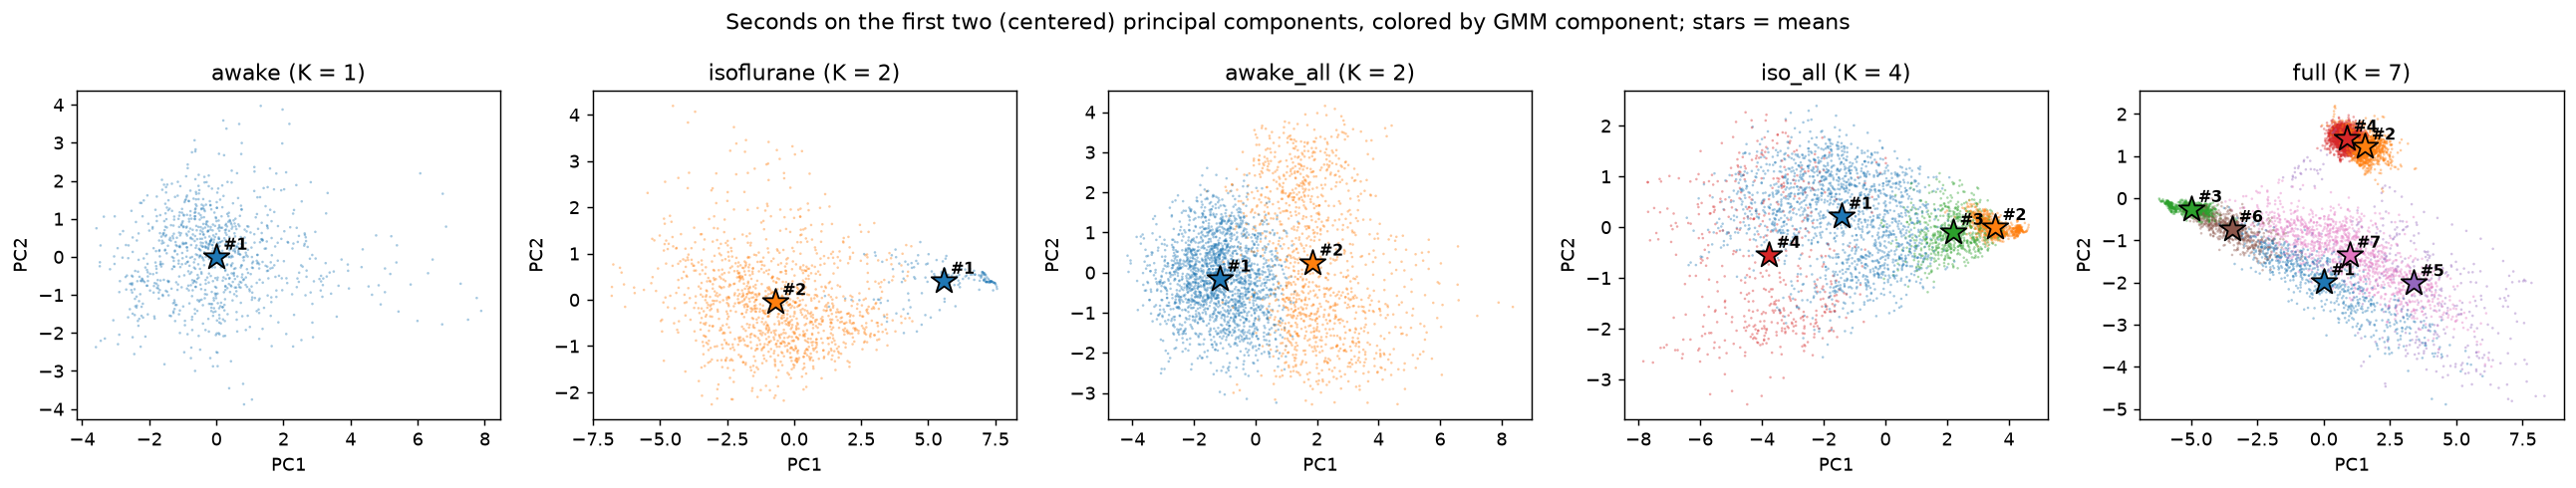 Seconds on the first two (centered) principal components, colored by GMM component; stars = means
awake (K = 1)
4
3
2
1
0
−1
−2
−3
−4
PC2
#1
−4 −2 0 2 4 6 8
PC1
isoflurane (K = 2)
4
3
2
1
0
−1
−2
PC2
#1
#2
−7.5 −5.0 −2.5 0.0 2.5 5.0 7.5
PC1
awake_all (K = 2)
4
3
2
1
0
−1
−2
−3
PC2
#2
#1
−4 −2 0 2 4 6 8
PC1
iso_all (K = 4)
2
1
0
−1
−2
−3
PC2
#1
#3
#2
#4
−8 −6 −4 −2 0 2 4
PC1
full (K = 7)
2
1
0
−1
−2
−3
−4
−5
PC2
#4
#2
#3
#6
#7
#1
#5
−5.0 −2.5 0.0 2.5 5.0 7.5
PC1